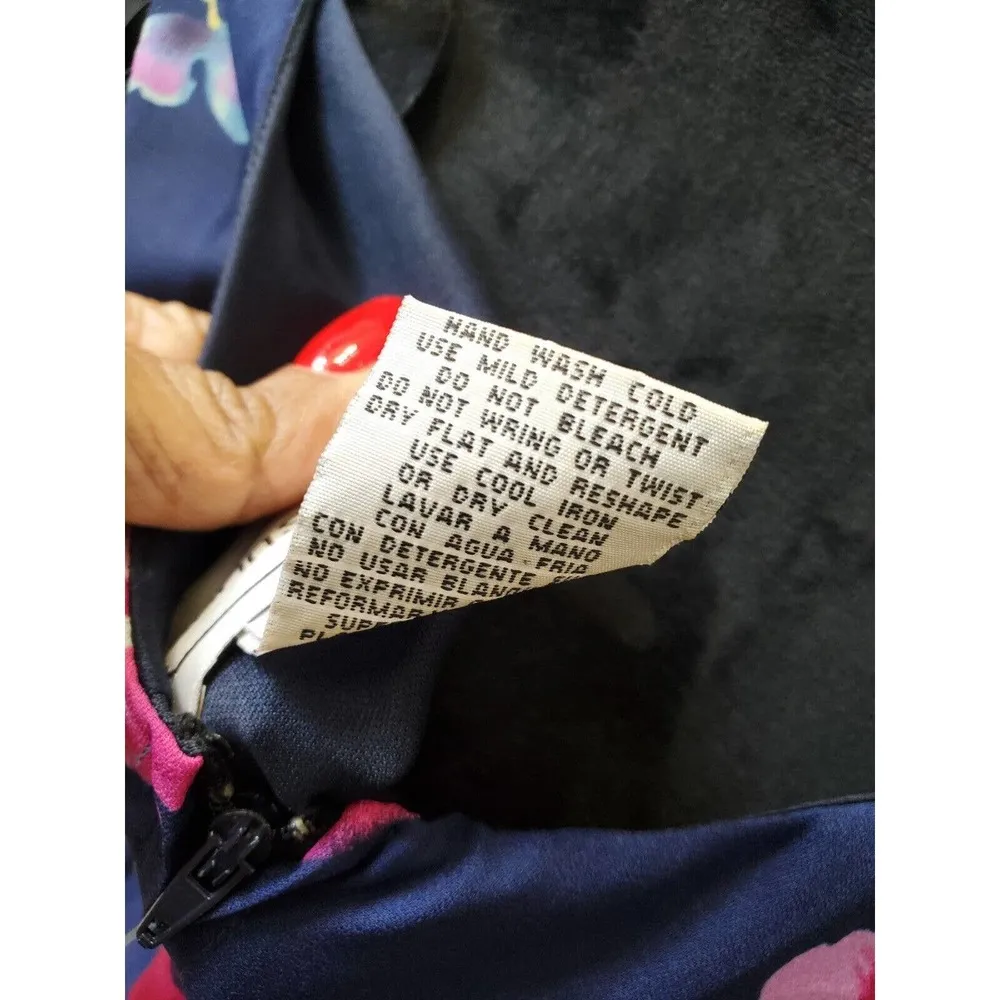 HAND WASH COLD
USE MILD DETERGENT
DO NOT BLEACH
DO NOT WRING OR TWIST
DRY FLAT AND RESHAPE
USE COOL IRON
OR DRY CLEAN
LAVAR A MANO
CON AGUA FRIA
CON DETERGENTE
NO USAR
NO EXPRIMIR
REFORMAR